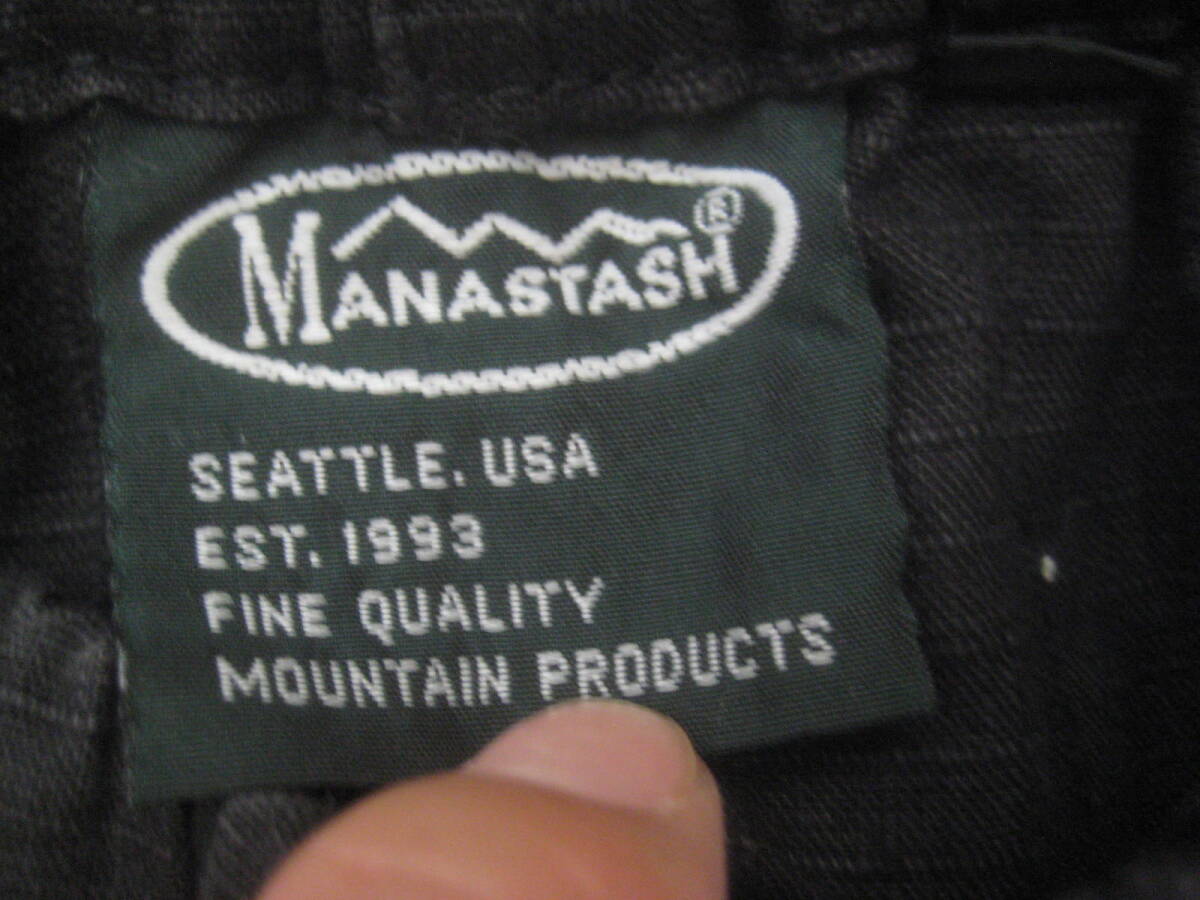 MANASTASH®
SEATTLE. USA
EST. 1993
FINE QUALITY
MOUNTAIN PRODUCTS